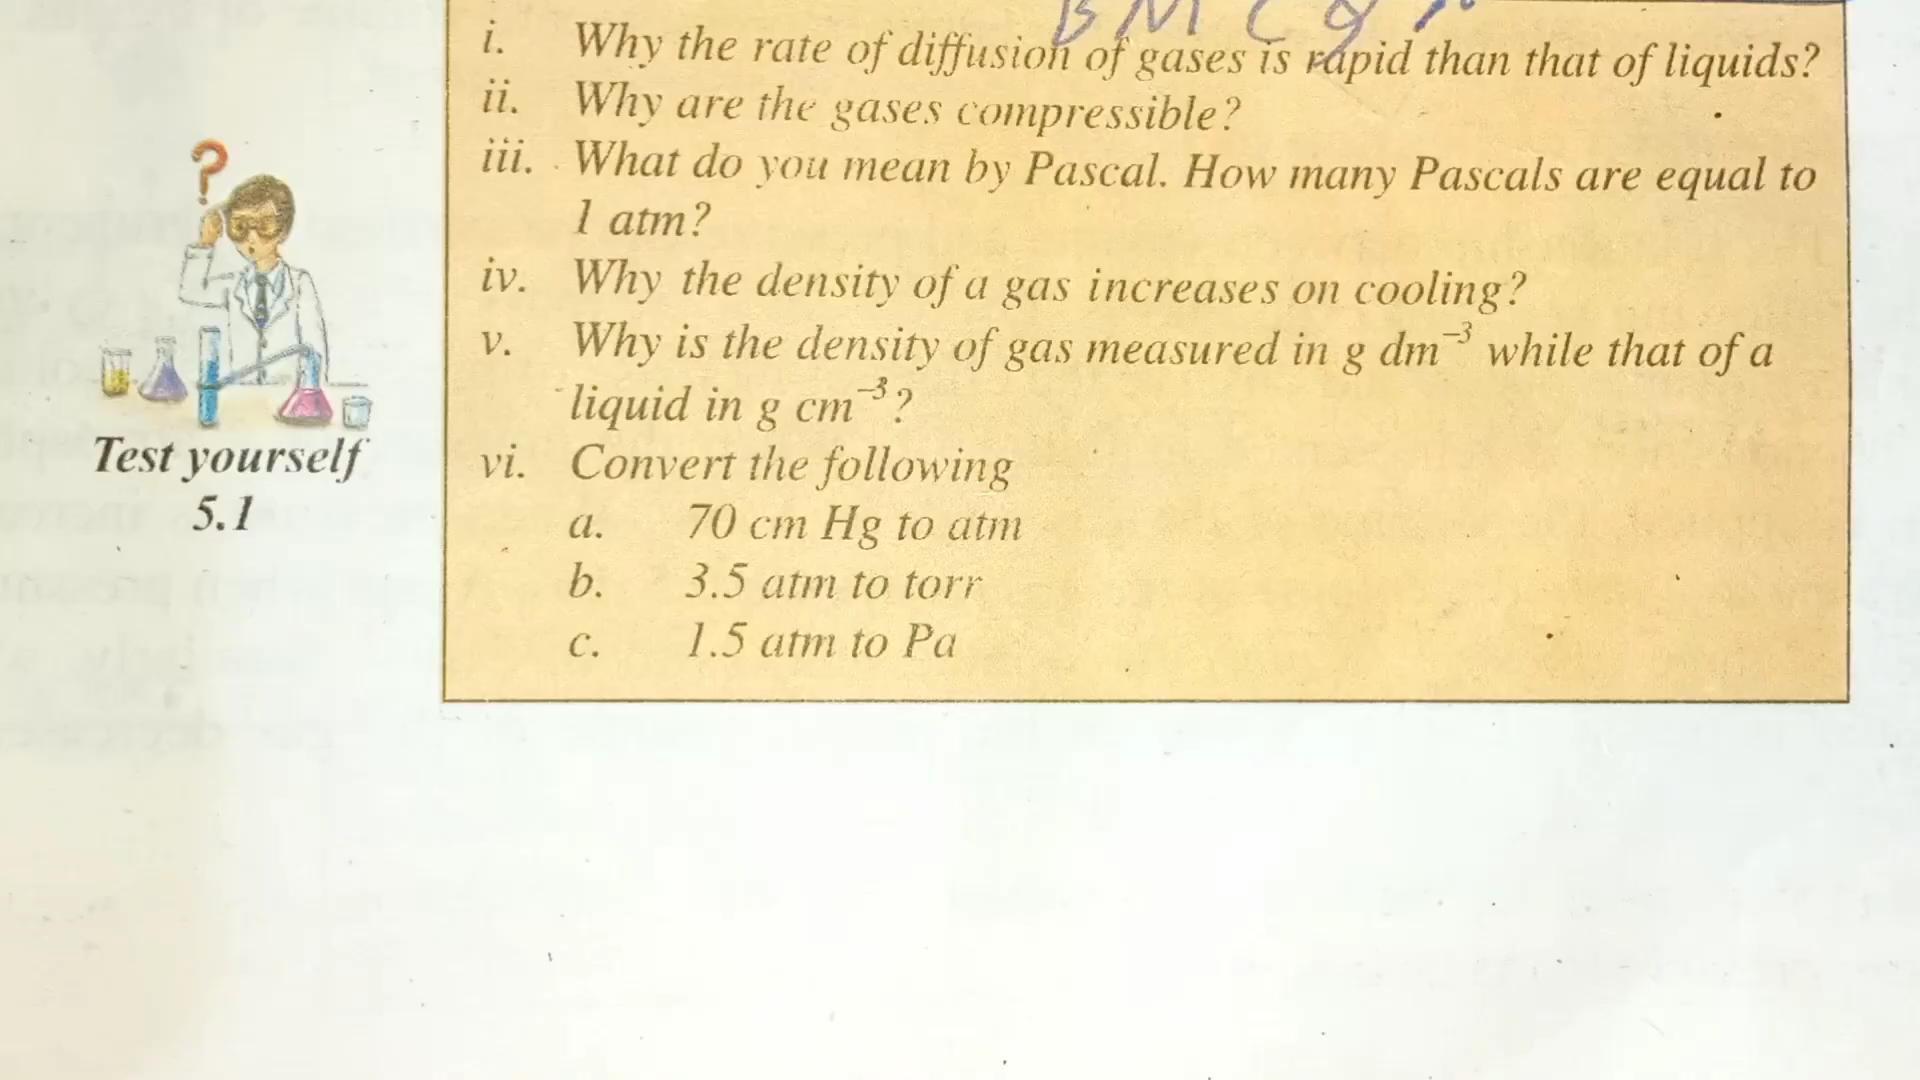 B M C Q
i. Why the rate of diffusion of gases is rapid than that of liquids?
ii. Why are the gases compressible?
iii. What do you mean by Pascal. How many Pascals are equal to
1 atm?
iv. Why the density of a gas increases on cooling?
v. Why is the density of gas measured in g dm⁻³ while that of a
liquid in g cm⁻³?
vi. Convert the following
a. 70 cm Hg to atm
b. 3.5 atm to torr
c. 1.5 atm to Pa
Test yourself
5.1